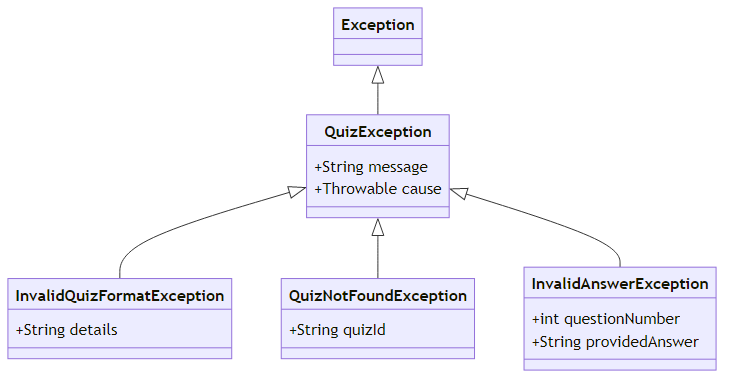 Exception
QuizException
+String message
+Throwable cause
InvalidQuizFormatException
+String details
QuizNotFoundException
+String quizId
InvalidAnswerException
+int questionNumber
+String providedAnswer